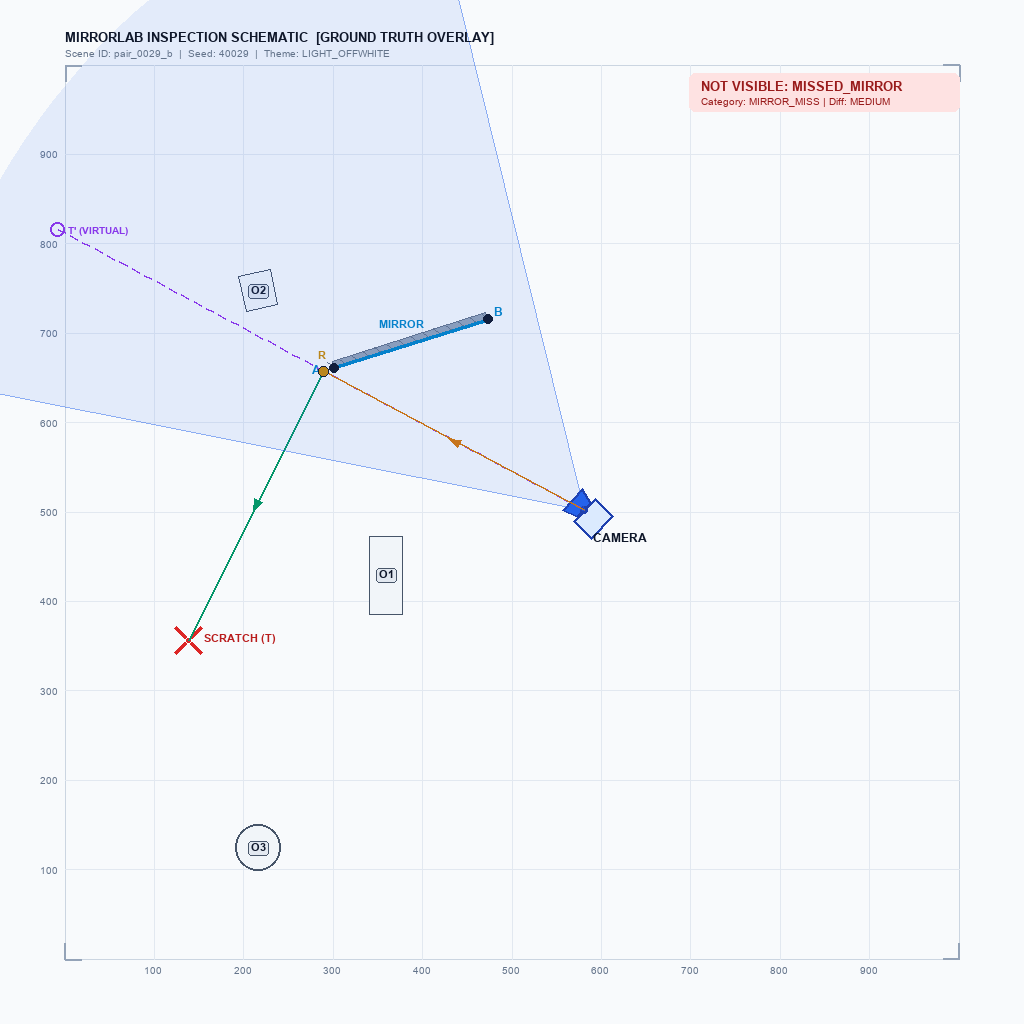 MIRRORLAB INSPECTION SCHEMATIC [GROUND TRUTH OVERLAY]
Scene ID: pair_0029_b | Seed: 40029 | Theme: LIGHT_OFFWHITE
NOT VISIBLE: MISSED_MIRROR
Category: MIRROR_MISS | Diff: MEDIUM
900
T' (VIRTUAL)
800
O2
B
MIRROR
700
R
A
600
500
CAMERA
O1
400
SCRATCH (T)
300
200
O3
100
100 200 300 400 500 600 700 800 900